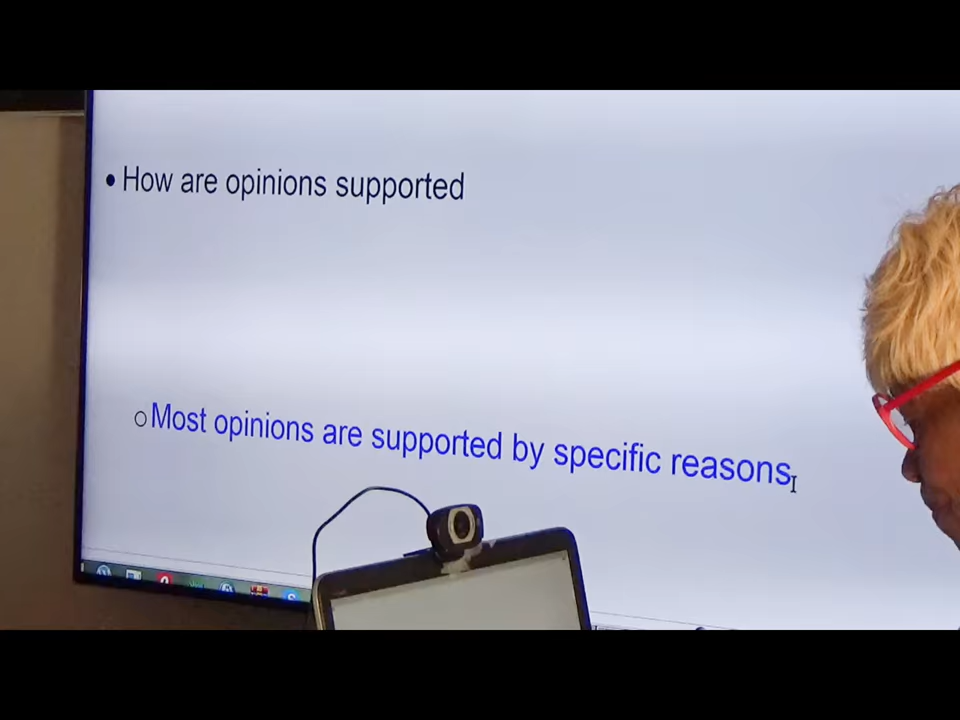 • How are opinions supported
○ Most opinions are supported by specific reasons.